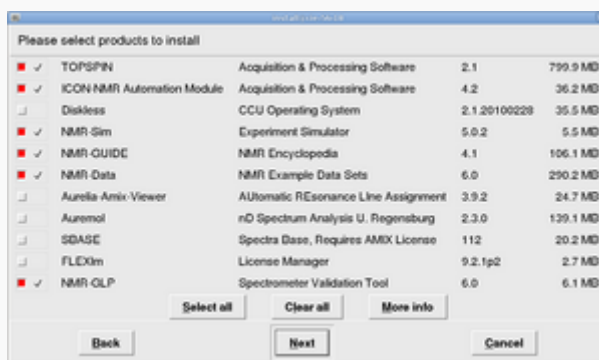 Please select products to install
TOPSPIN Acquisition & Processing Software 2.1 799.9 MB
ICON-NMR Automation Module Acquisition & Processing Software 4.2 36.2 MB
Diskless CCU Operating System 2.1.20100228 35.5 MB
NMR-Sim Experiment Simulator 5.0.2 5.5 MB
NMR-GUIDE NMR Encyclopedia 4.1 106.1 MB
NMR-Data NMR Example Data Sets 6.0 290.2 MB
Aurelia-Amix-Viewer AUtomatic REsonance LIne Assignment 3.9.2 24.7 MB
Auremol nD Spectrum Analysis U. Regensburg 2.3.0 139.1 MB
SBASE Spectra Base, Requires AMIX License 112 20.2 MB
FLEXlm License Manager 9.2.1p2 2.7 MB
NMR-GLP Spectrometer Validation Tool 6.0 6.1 MB
Select all Clear all More info
Back Next Cancel